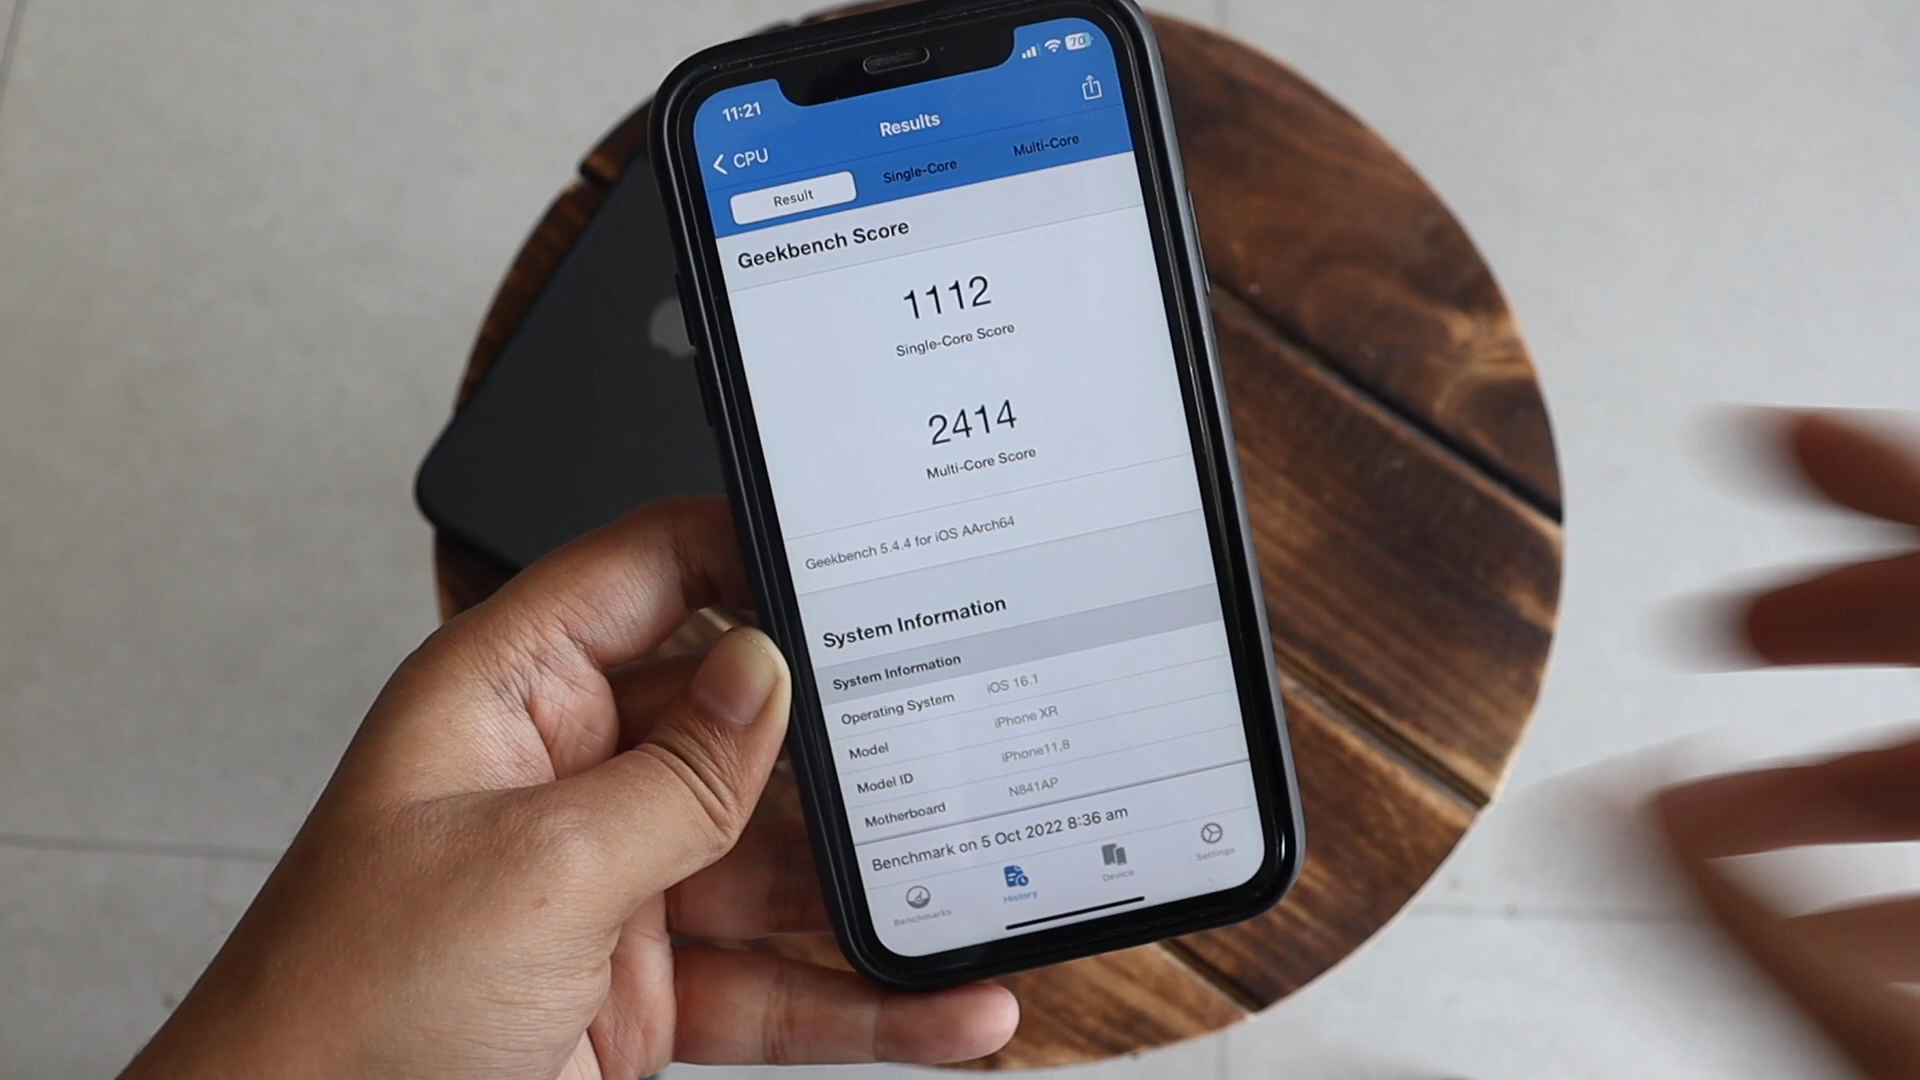 11:21
70
CPU
Results
Result
Single-Core
Multi-Core
Geekbench Score
1112
Single-Core Score
2414
Multi-Core Score
Geekbench 5.4.4 for iOS AArch64
System Information
System Information
Operating System iOS 16.1
Model iPhone XR
Model ID iPhone11,8
Motherboard N841AP
Benchmark on 5 Oct 2022 8:36 am
Benchmarks
History
Device
Settings